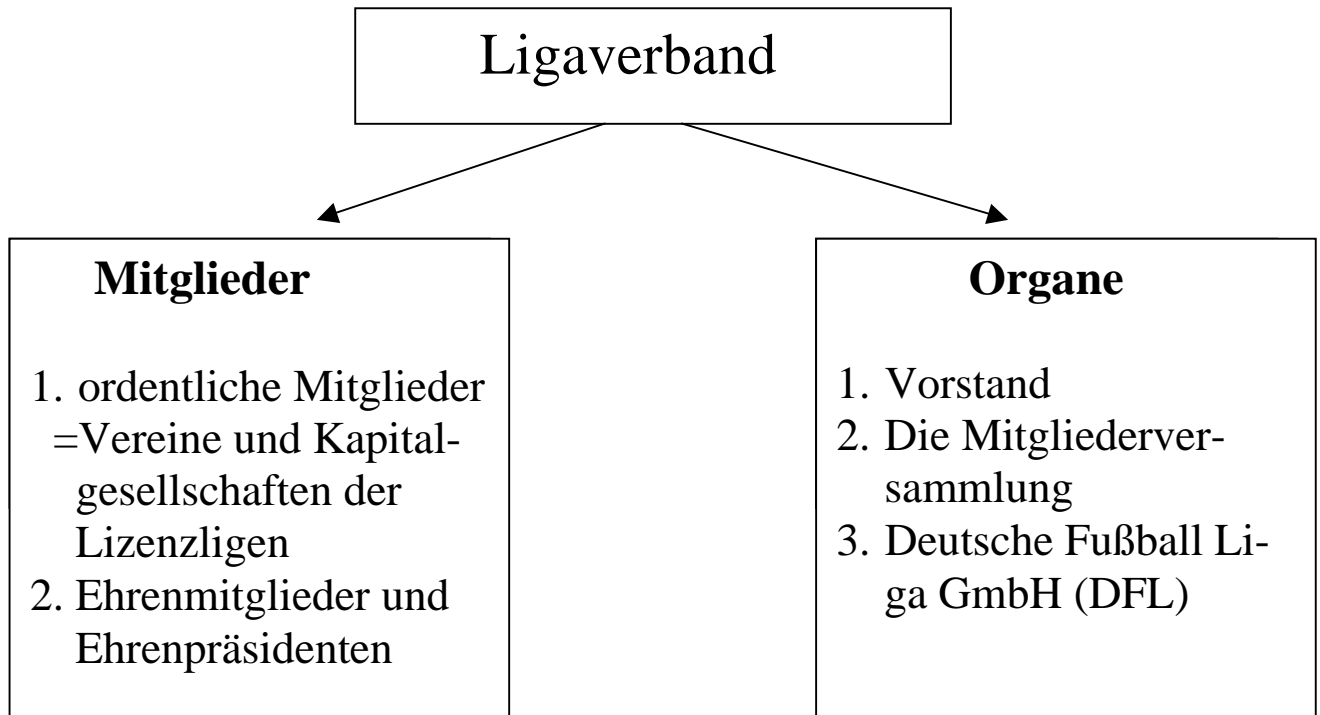 Ligaverband
Mitglieder
1. ordentliche Mitglieder
=Vereine und Kapital-
gesellschaften der
Lizenzligen
2. Ehrenmitglieder und
Ehrenpräsidenten
Organe
1. Vorstand
2. Die Mitgliederver-
sammlung
3. Deutsche Fußball Li-
ga GmbH (DFL)